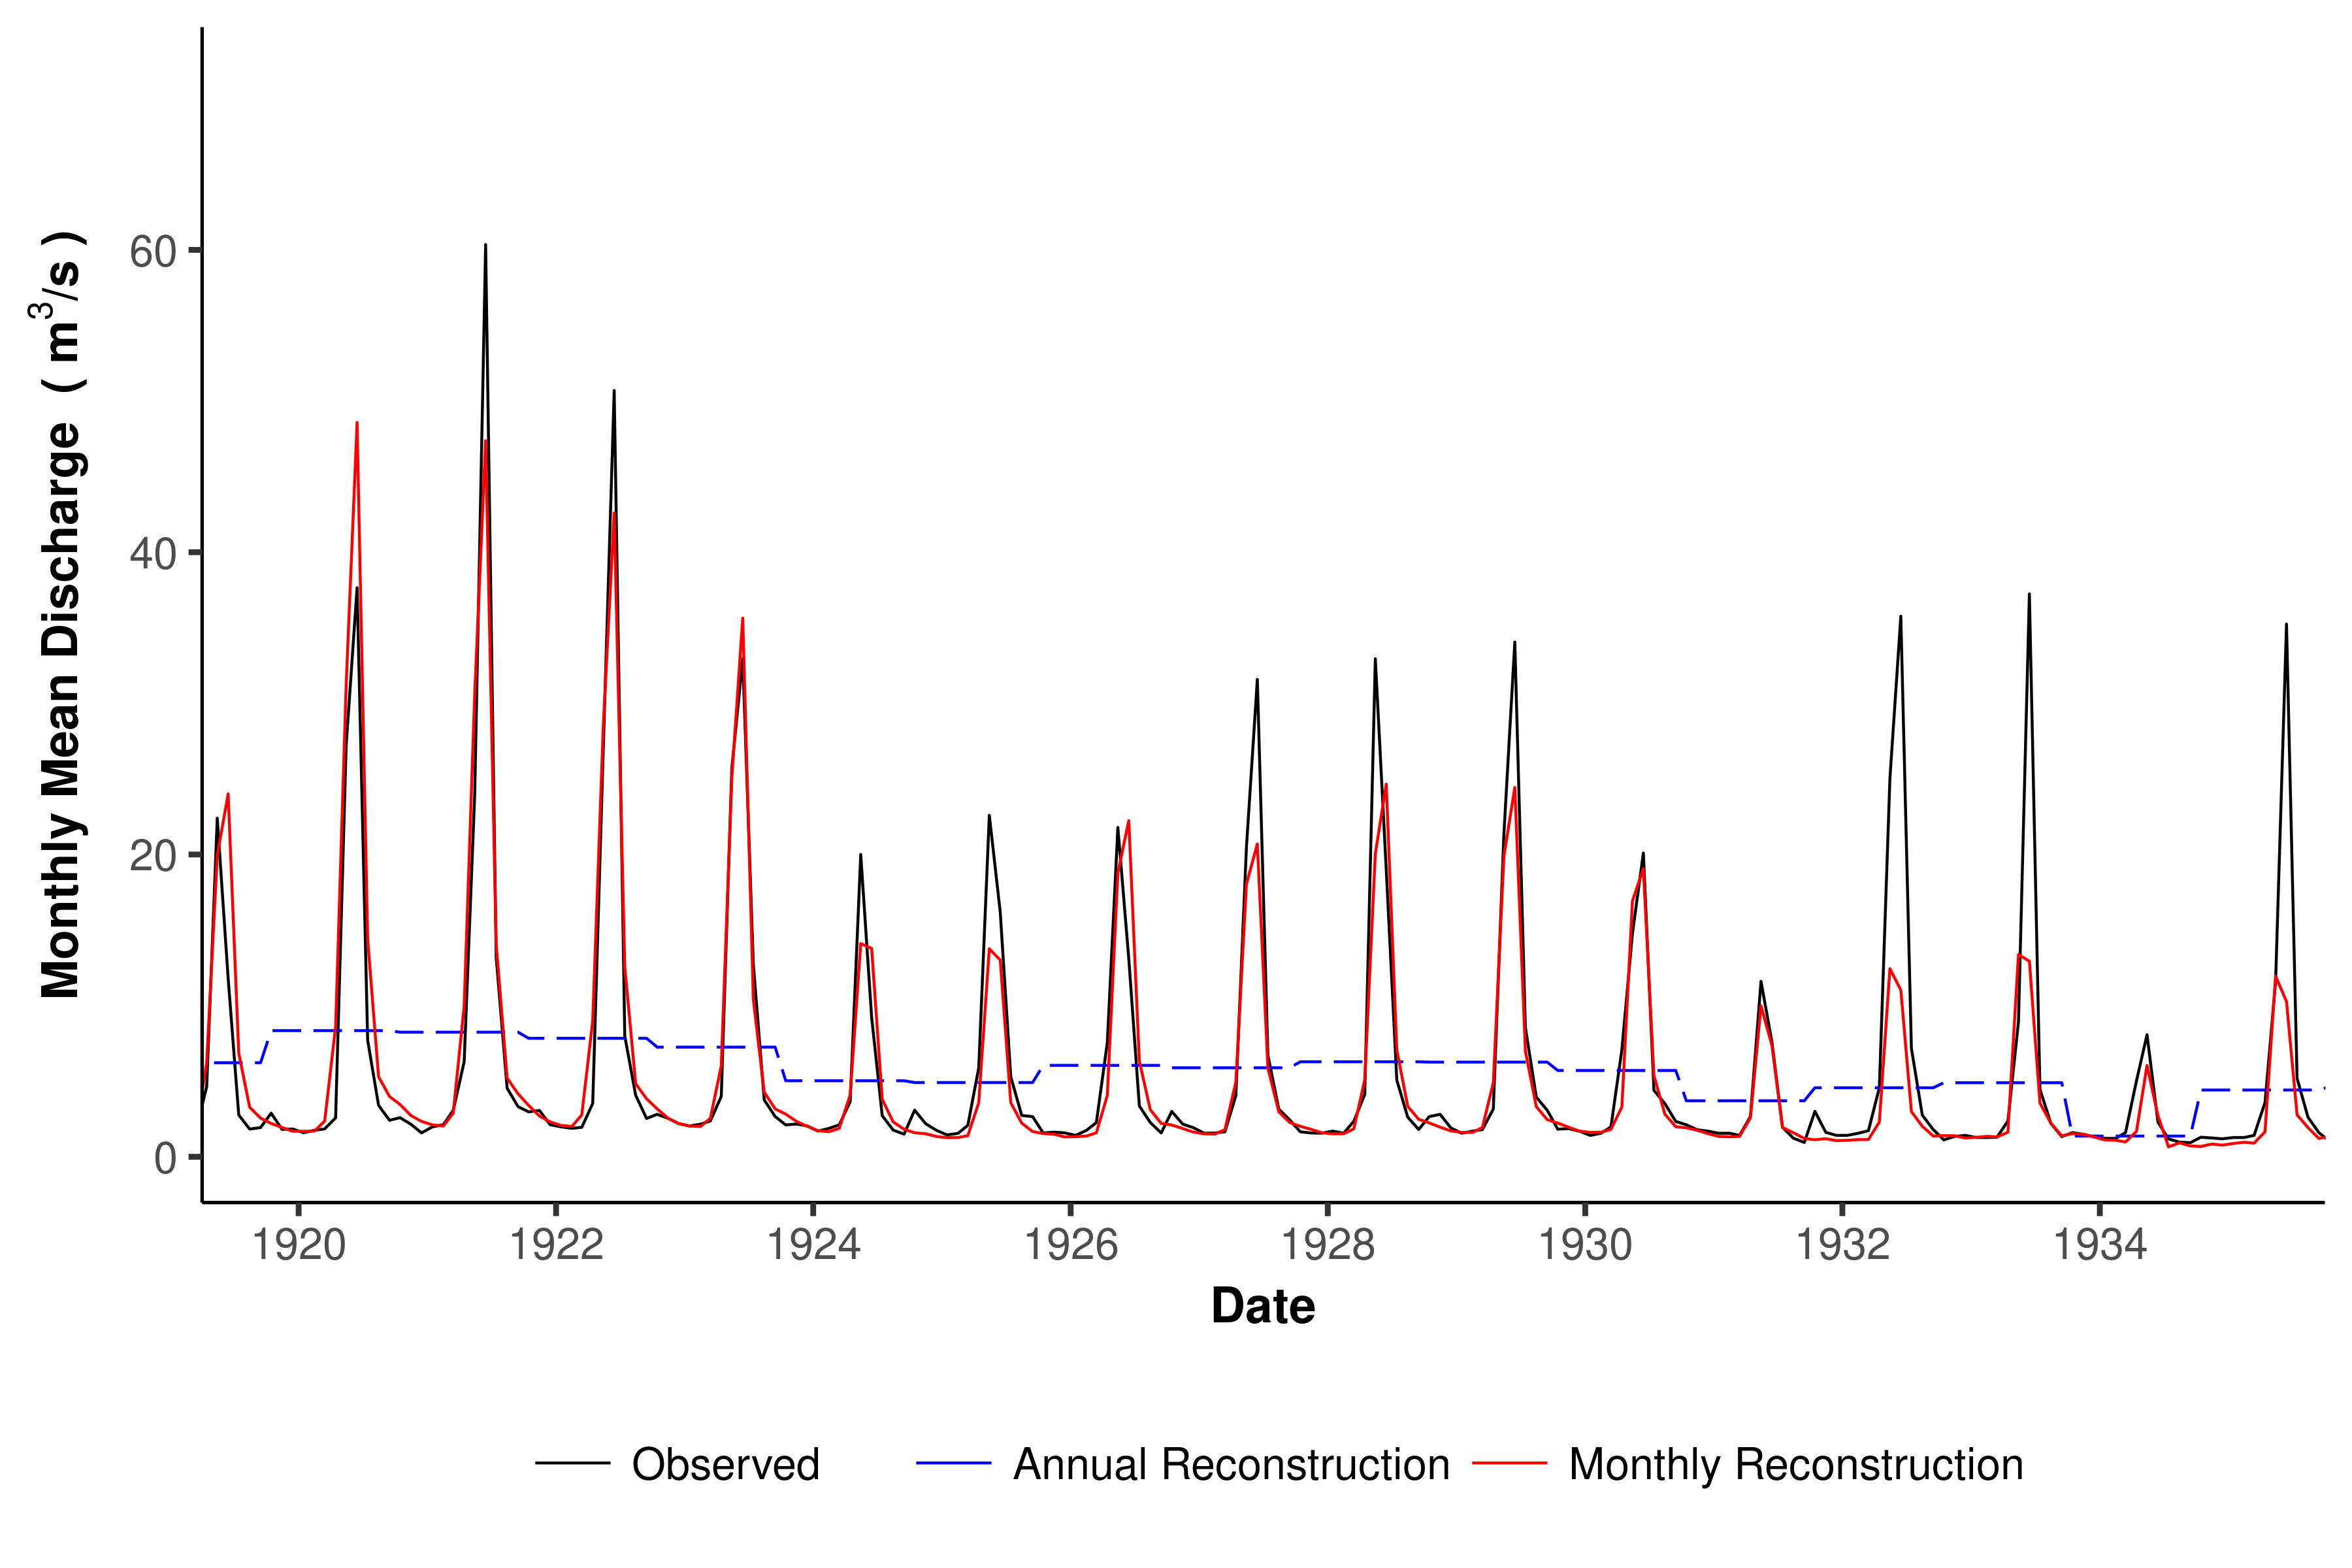 Monthly Mean Discharge ( m³/s )
60
40
20
0
1920 1922 1924 1926 1928 1930 1932 1934
Date
Observed Annual Reconstruction Monthly Reconstruction